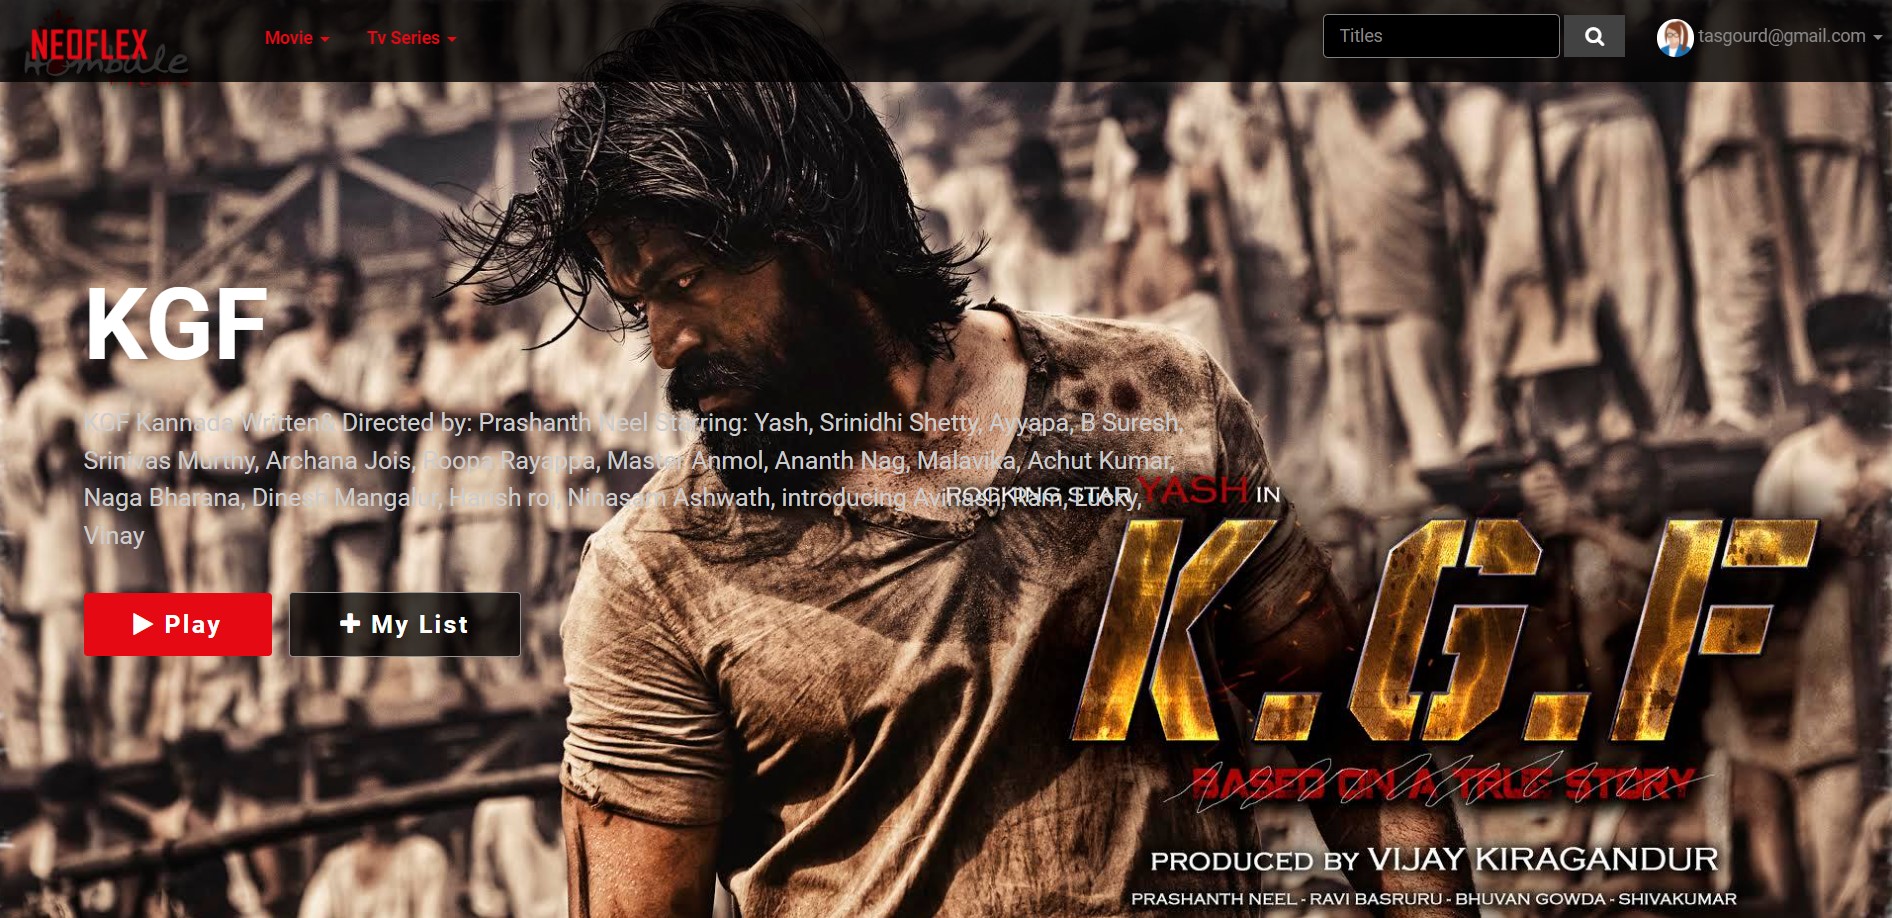 NEOFLEX
Hombale
Movie
Tv Series
Titles
tasgourd@gmail.com
KGF
KGF Kannada Written& Directed by: Prashanth Neel Starring: Yash, Srinidhi Shetty, Ayyapa, B Suresh,
Srinivas Murthy, Archana Jois, Roopa Rayappa, Master Anmol, Ananth Nag, Malavika, Achut Kumar,
Naga Bharana, Dinesh Mangalur, Harish roi, Ninasam Ashwath, introducing Avinash, Ram, Lucky,
Vinay
Play
My List
ROCKING STAR YASH IN
K.G.F
BASED ON A TRUE STORY
PRODUCED BY VIJAY KIRAGANDUR
PRASHANTH NEEL - RAVI BASRURU - BHUVAN GOWDA - SHIVAKUMAR